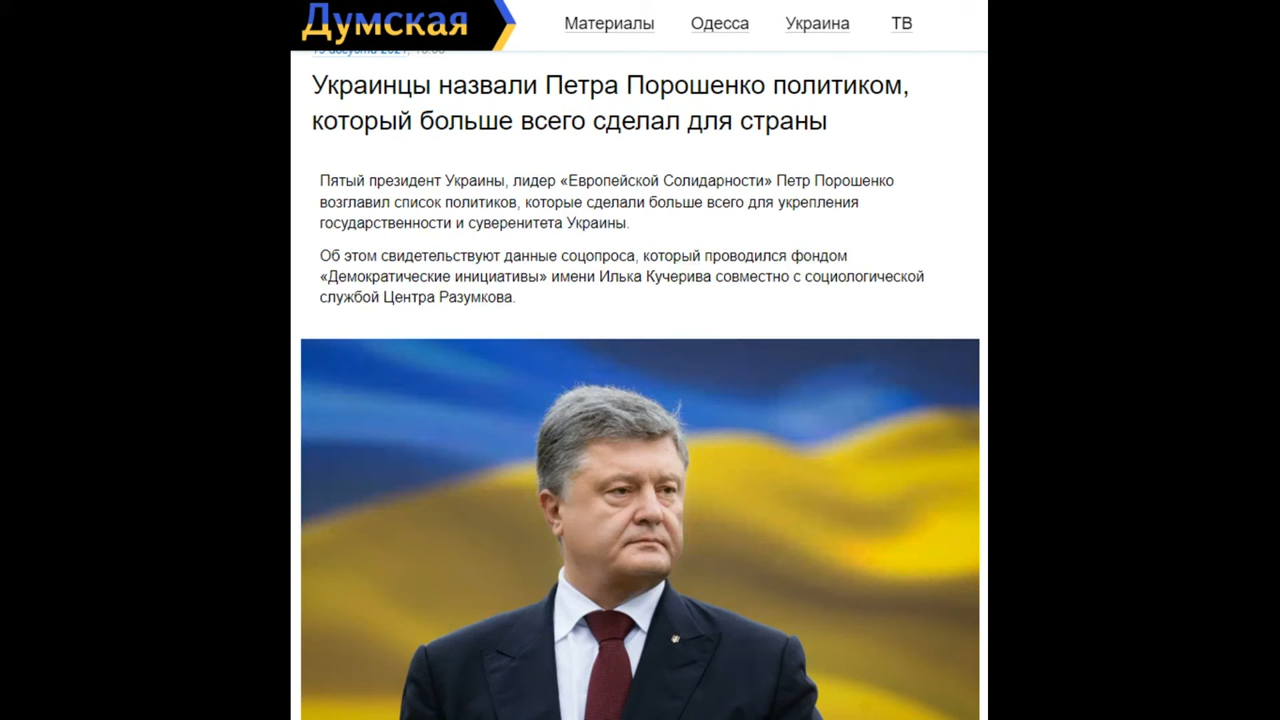 Думская
Материалы
Одесса
Украина
ТВ
Украинцы назвали Петра Порошенко политиком,
который больше всего сделал для страны
Пятый президент Украины, лидер «Европейской Солидарности» Петр Порошенко
возглавил список политиков, которые сделали больше всего для укрепления
государственности и суверенитета Украины.
Об этом свидетельствуют данные соцопроса, который проводился фондом
«Демократические инициативы» имени Илька Кучерива совместно с социологической
службой Центра Разумкова.